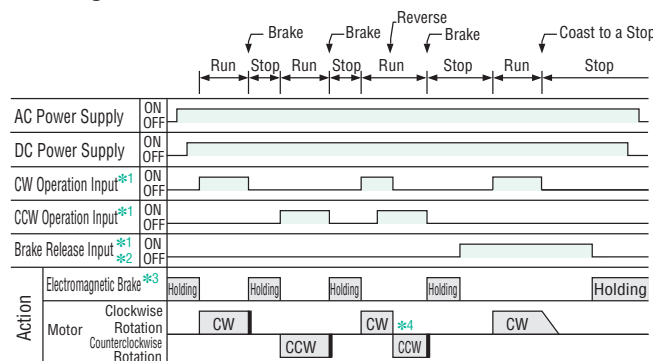 Reverse
Brake Brake Brake Coast to a Stop
Run Stop Run Stop Run Stop Run Stop
AC Power Supply ON
OFF
DC Power Supply ON
OFF
CW Operation Input*1 ON
OFF
CCW Operation Input*1 ON
OFF
Brake Release Input *1 ON
*2 OFF
Action
Electromagnetic Brake *3 Holding Holding Holding Holding Holding
Motor Clockwise
Rotation CW CW *4 CW
Counterclockwise
Rotation CCW CCW